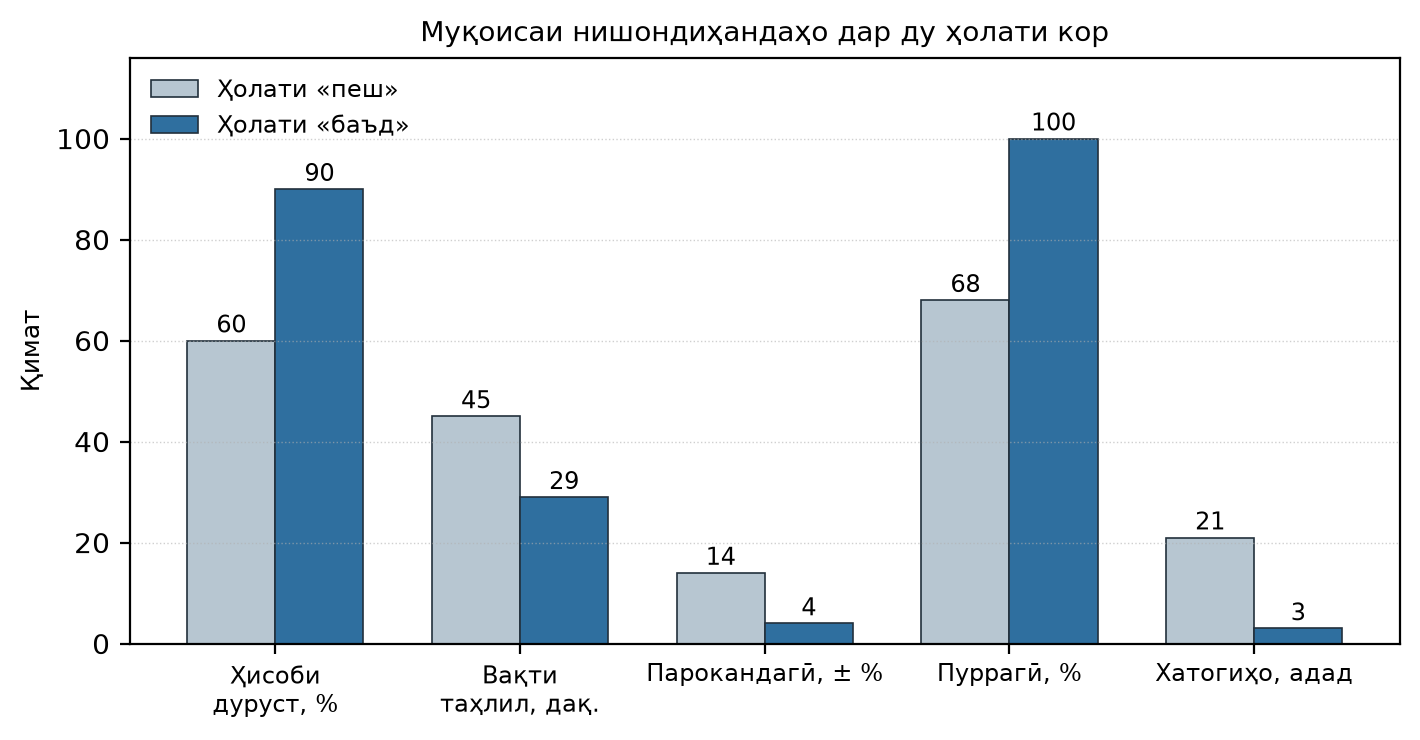 Муқоисаи нишондиҳандаҳо дар ду ҳолати кор
Ҳолати «пеш»
Ҳолати «баъд»
Қимат
100
80
60
40
20
0
60
90
45
29
14
4
68
100
21
3
Ҳисоби
дуруст, %
Вақти
таҳлил, дақ.
Парокандагӣ, ± %
Пуррагӣ, %
Хатогиҳо, адад